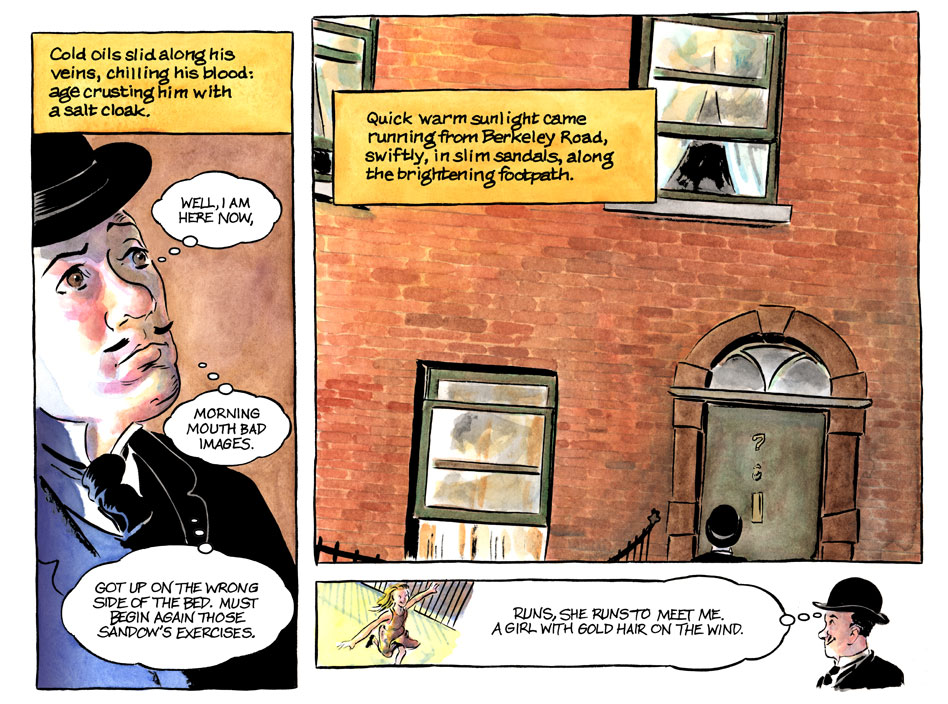 Cold oils slid along his
veins, chilling his blood:
age crusting him with
a salt cloak.
WELL, I AM
HERE NOW,
MORNING
MOUTH BAD
IMAGES.
GOT UP ON THE WRONG
SIDE OF THE BED. MUST
BEGIN AGAIN THOSE
SANDOW'S EXERCISES.
Quick warm sunlight came
running from Berkeley Road,
swiftly, in slim sandals, along
the brightening footpath.
?
RUNS, SHE RUNS TO MEET ME.
A GIRL WITH GOLD HAIR ON THE WIND.